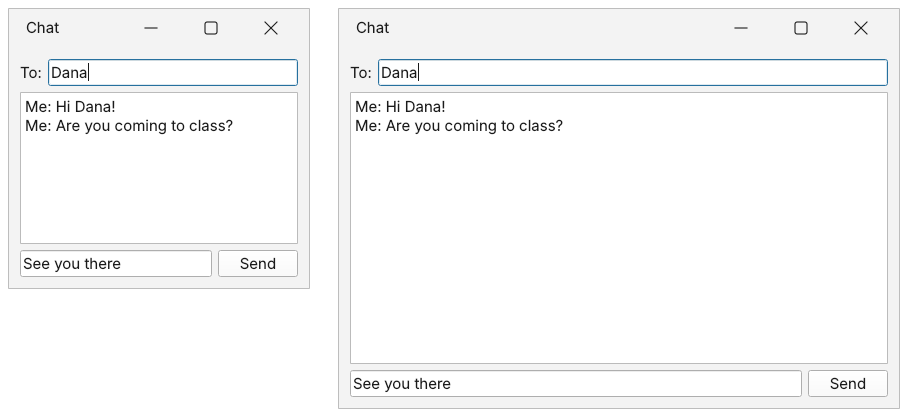 Chat
To: Dana
Me: Hi Dana!
Me: Are you coming to class?
See you there Send
Chat
To: Dana
Me: Hi Dana!
Me: Are you coming to class?
See you there Send